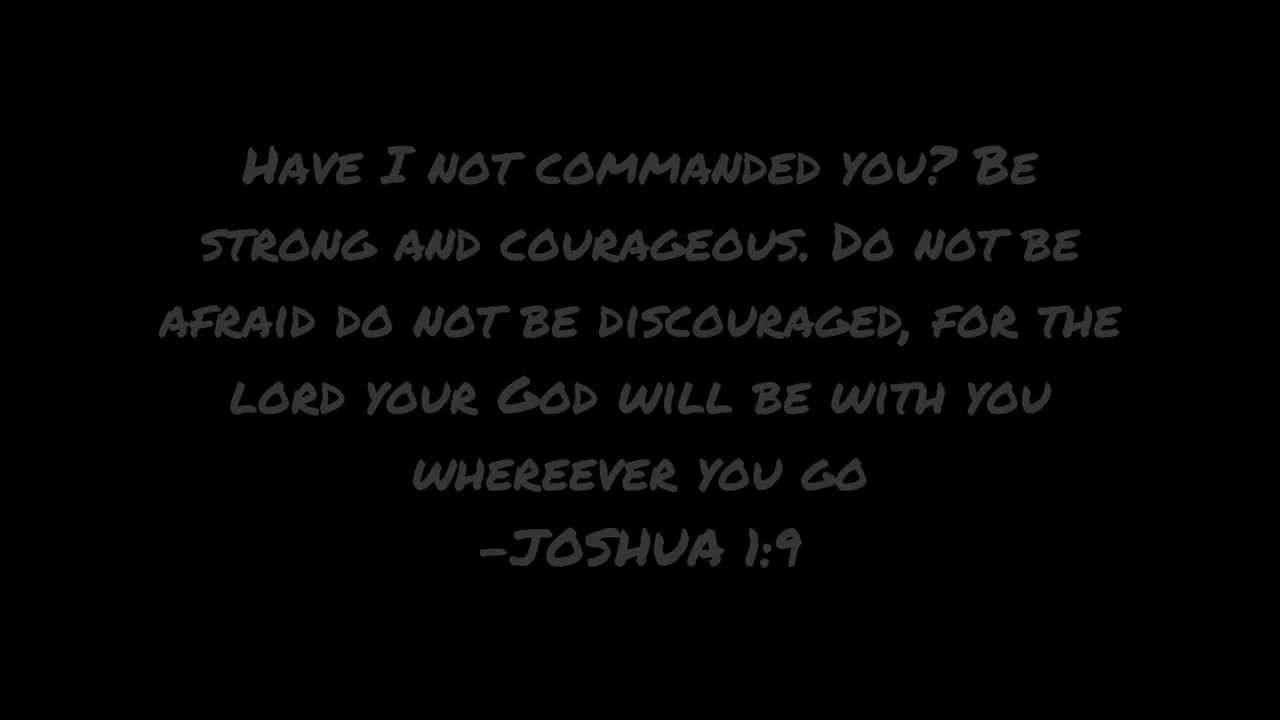 Have I not commanded you? Be
strong and courageous. Do not be
afraid do not be discouraged, for the
lord your God will be with you
whereever you go
-JOSHUA 1:9